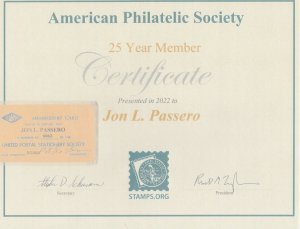 American Philatelic Society
25 Year Member
Certificate
Presented in 2022 to
Jon L. Passero
MEMBERSHIP CARD
JON L. PASSERO
UNITED POSTAL STATIONERY SOCIETY
Secretary
President
STAMPS.ORG